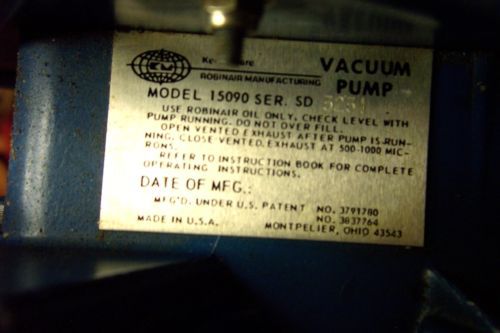 VACUUM
ROBINAIR MANUFACTURING
PUMP
MODEL 15090 SER. SD
USE ROBINAIR OIL ONLY, CHECK LEVEL WITH
PUMP RUNNING. DO NOT OVER FILL.
OPEN VENTED EXHAUST AFTER PUMP IS RUN-
NING. CLOSE VENTED EXHAUST AT 500-1000 MIC-
RONS.
REFER TO INSTRUCTION BOOK FOR COMPLETE
OPERATING INSTRUCTIONS.
DATE OF MFG.:
MFG'D. UNDER U.S. PATENT NO. 3791780
NO. 3837764
MADE IN U.S.A. MONTPELIER, OHIO 43543